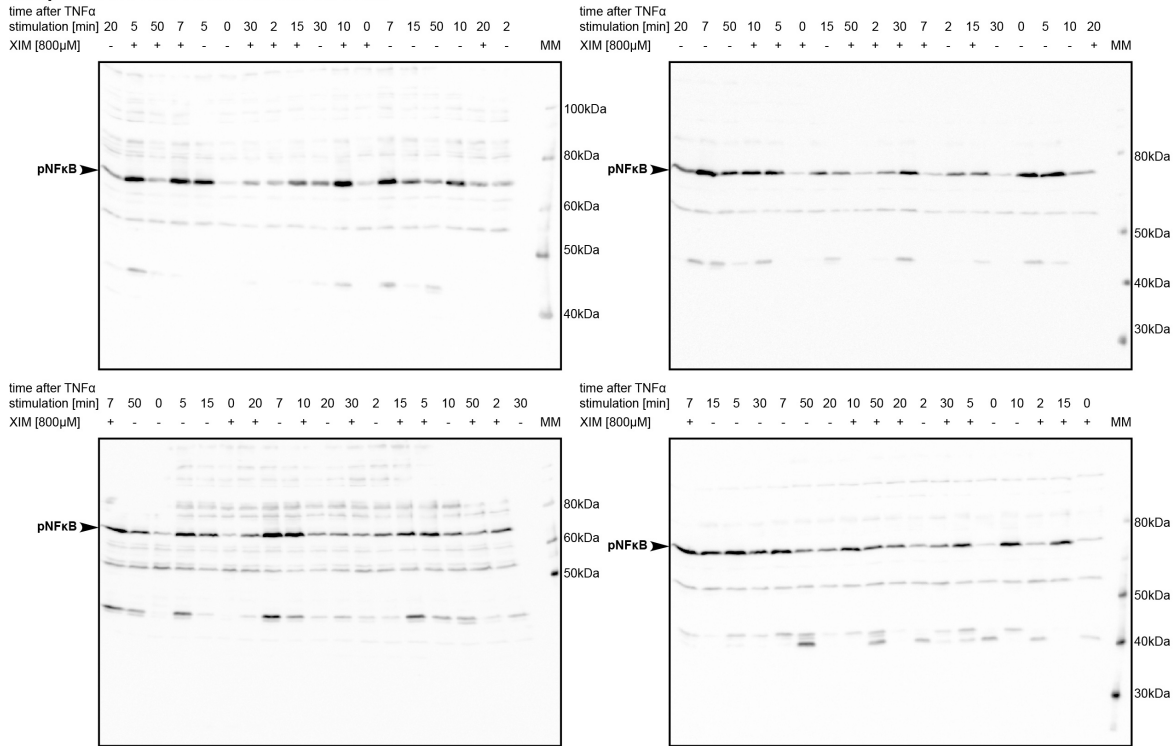 time after TNFα
stimulation [min] 20 5 50 7 5 0 30 2 15 30 10 0 7 15 50 10 20 2
XIM [800µM] - + - + - - + + + - + + - - - - + - MM
100kDa
80kDa
pNFκB
60kDa
50kDa
40kDa
time after TNFα
stimulation [min] 20 7 50 10 5 0 15 50 2 30 7 2 15 30 0 5 10 20
XIM [800µM] - - - + + + - + + + + - + - - - - + MM
80kDa
pNFκB
50kDa
40kDa
30kDa
time after TNFα
stimulation [min] 7 50 0 5 15 0 20 7 10 20 30 2 15 5 10 50 2 30
XIM [800µM] + - - - - + + - + - + - + + - + + - MM
80kDa
pNFκB
60kDa
50kDa
time after TNFα
stimulation [min] 7 15 5 30 7 50 20 10 50 20 2 30 5 0 10 2 15 0
XIM [800µM] + - - - - - - + + + - + + - - + + + MM
80kDa
pNFκB
50kDa
40kDa
30kDa